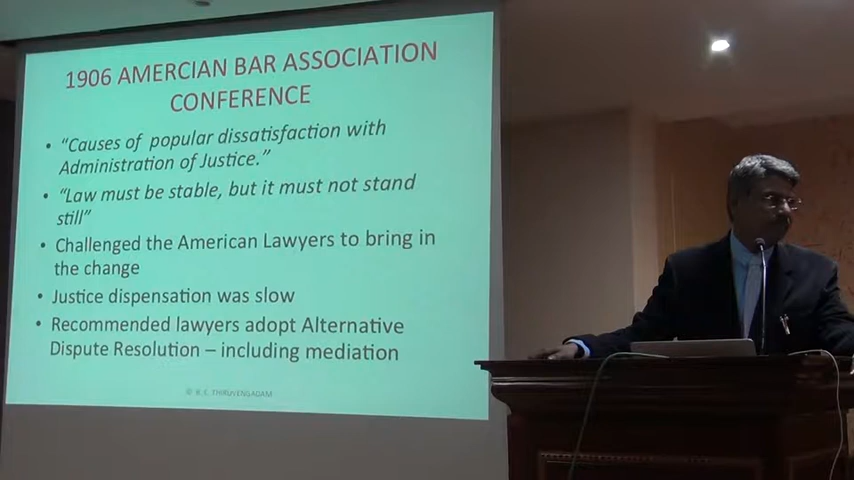 1906 AMERCIAN BAR ASSOCIATION
CONFERENCE
• "Causes of popular dissatisfaction with
Administration of Justice."
• "Law must be stable, but it must not stand
still"
• Challenged the American Lawyers to bring in
the change
• Justice dispensation was slow
• Recommended lawyers adopt Alternative
Dispute Resolution – including mediation
© K.S. THIRUVENGADAM